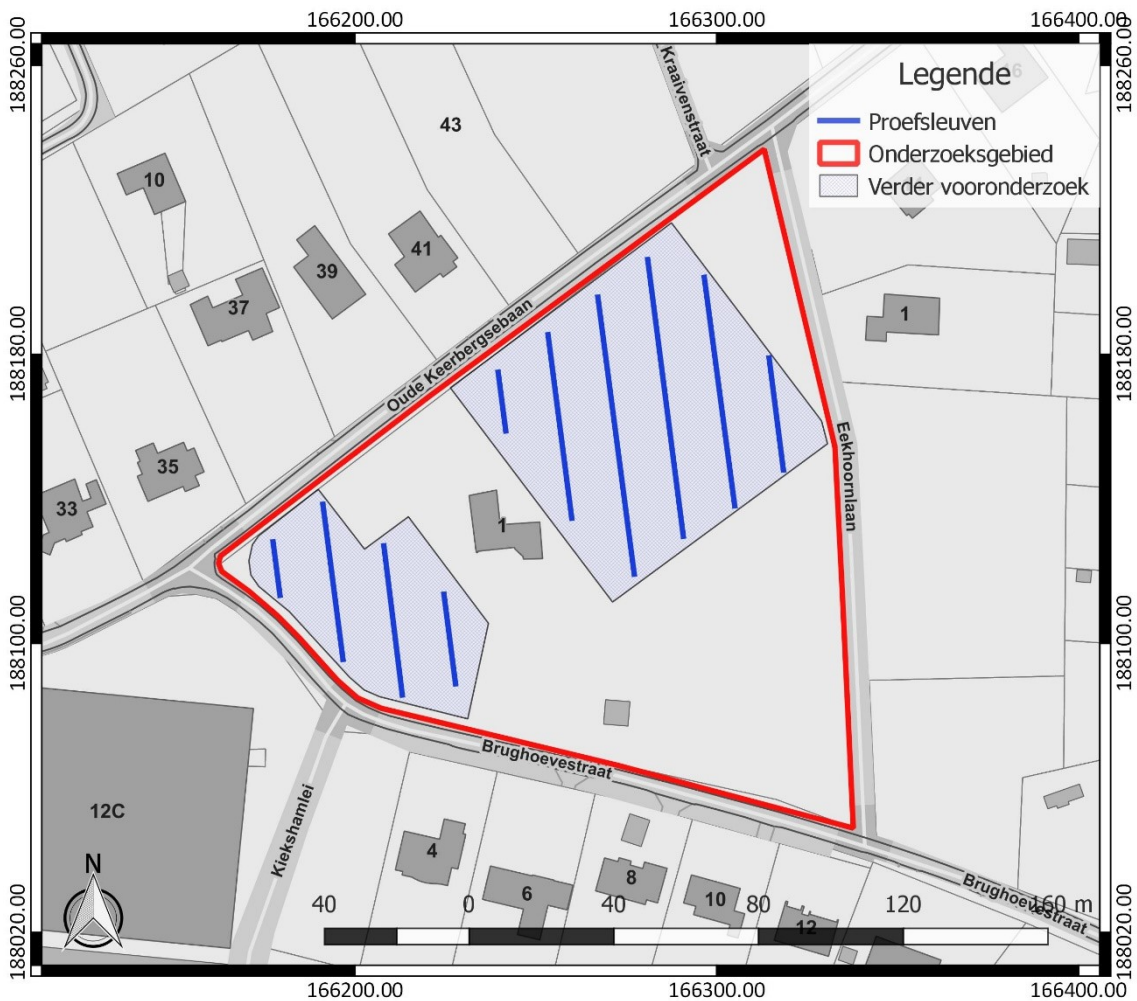 166200.00 166300.00 166400.00
188260.00
188260.00
Legende
16
Proefsleuven
Onderzoeksgebied
Verder vooronderzoek
Kraaivenstraat
43
10
41
39
37
1
188180.00
188180.00
Oude Keerbergsebaan
Eekhoornlaan
35
33
1
188100.00
188100.00
Brughoevestraat
12C
Kiekshamlei
4
8
6
10
12
Brughoevestraat
N
40 0 40 80 120 160 m
188020.00
188020.00
166200.00 166300.00 166400.00